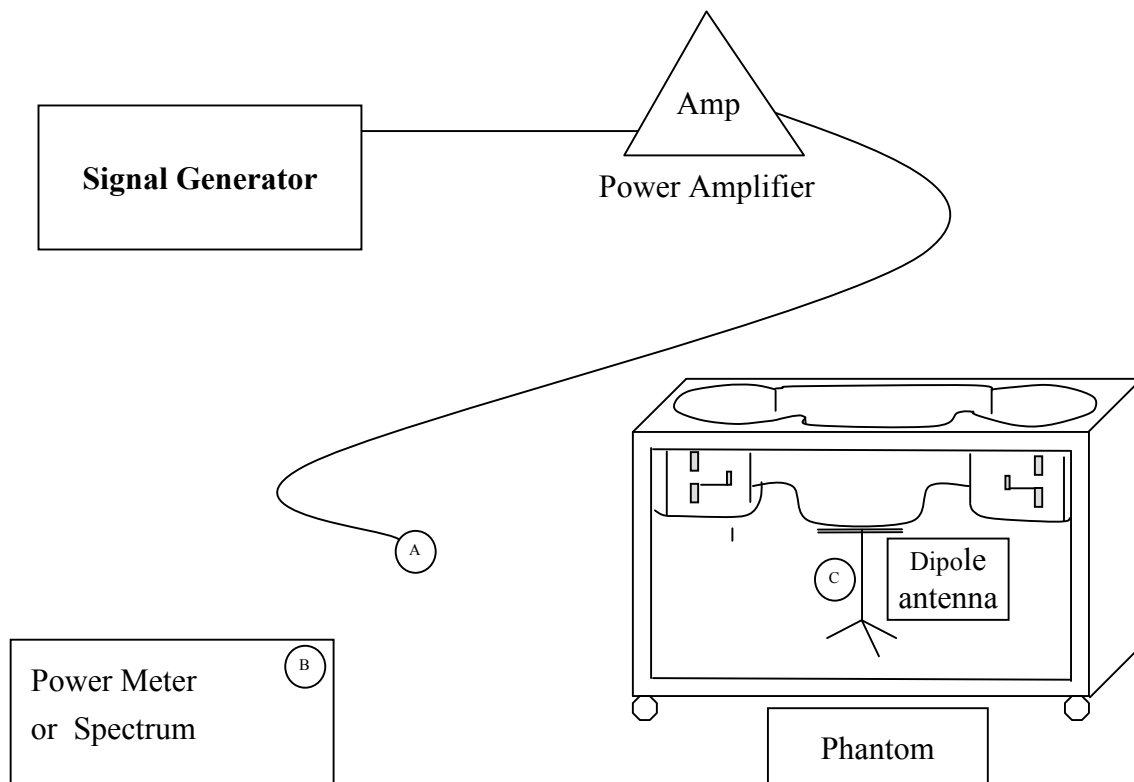 Amp
Signal Generator
Power Amplifier
A
C
Dipole
antenna
B
Power Meter
or Spectrum
Phantom